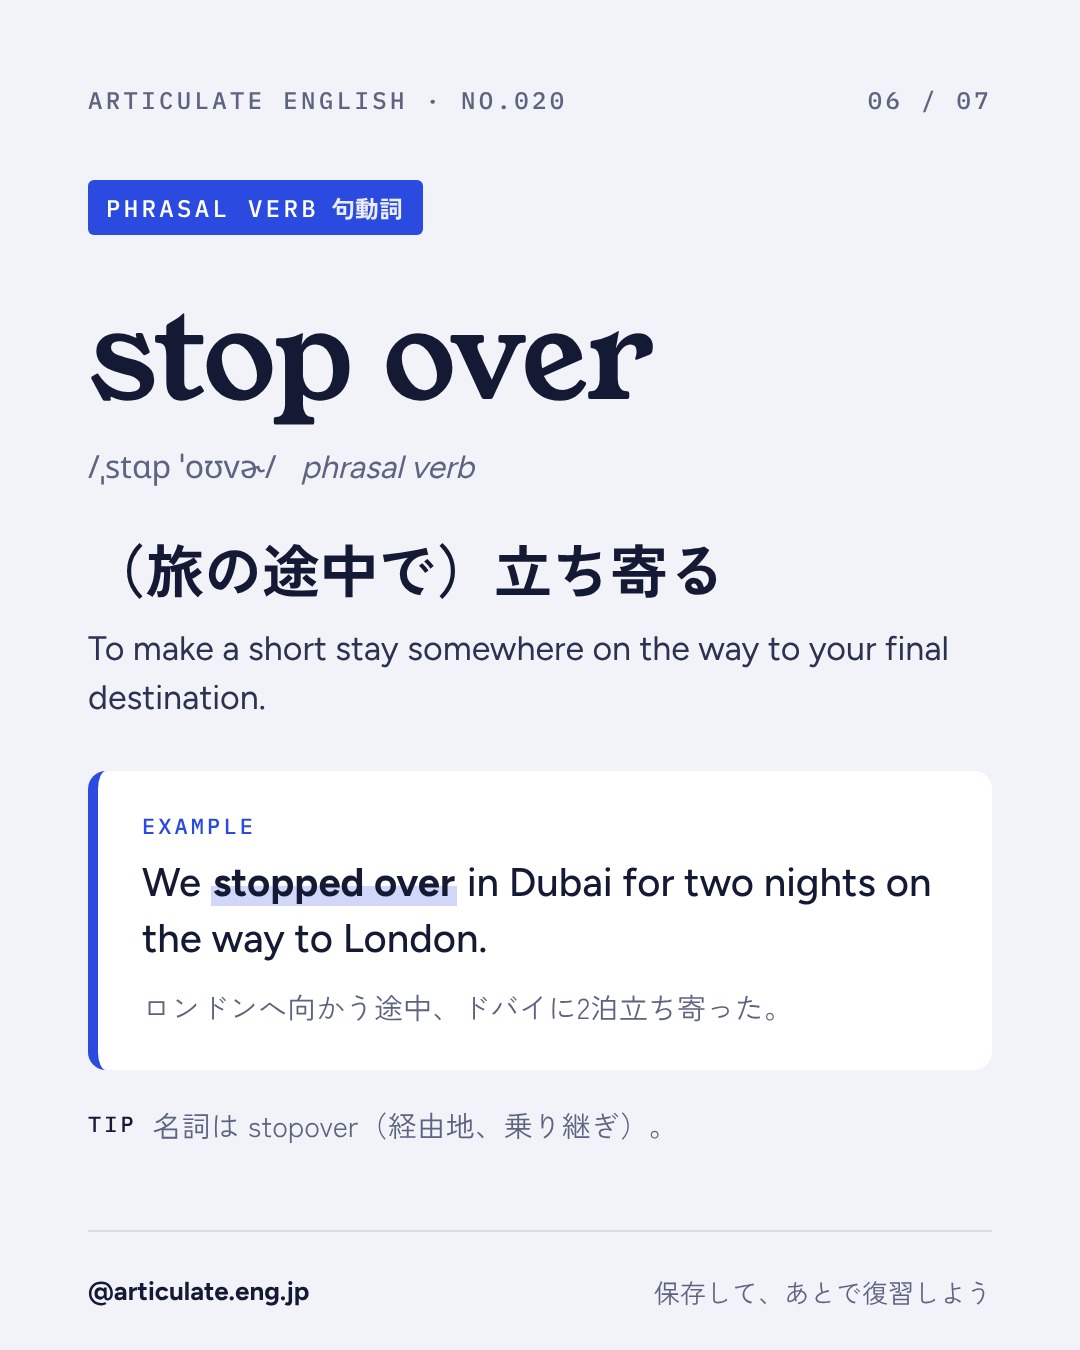 ARTICULATE ENGLISH · NO.020
06 / 07
PHRASAL VERB 句動詞
stop over
/ˌstɑp ˈoʊvɚ/ phrasal verb
（旅の途中で）立ち寄る
To make a short stay somewhere on the way to your final
destination.
EXAMPLE
We stopped over in Dubai for two nights on
the way to London.
ロンドンへ向かう途中、ドバイに2泊立ち寄った。
TIP 名詞は stopover（経由地、乗り継ぎ）。
@articulate.eng.jp
保存して、あとで復習しよう